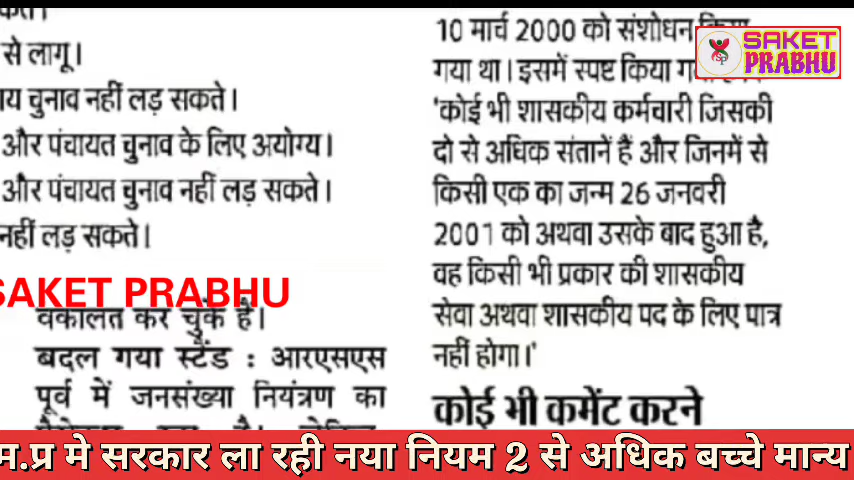 से लागू।
चुनाव नहीं लड़ सकते।
और पंचायत चुनाव के लिए अयोग्य।
और पंचायत चुनाव नहीं लड़ सकते।
नहीं लड़ सकते।
SAKET PRABHU
वकालत कर चुके है।
बदल गया स्टैंड : आरएसएस
पूर्व में जनसंख्या नियंत्रण का
10 मार्च 2000 को संशोधन किया
गया था। इसमें स्पष्ट किया
'कोई भी शासकीय कर्मचारी जिसकी
दो से अधिक संतानें हैं और जिनमें से
किसी एक का जन्म 26 जनवरी
2001 को अथवा उसके बाद हुआ है,
वह किसी भी प्रकार की शासकीय
सेवा अथवा शासकीय पद के लिए पात्र
नहीं होगा।'
कोई भी कमेंट करने
SAKET
PRABHU
SP
म.प्र मे सरकार ला रही नया नियम 2 से अधिक बच्चे मान्य